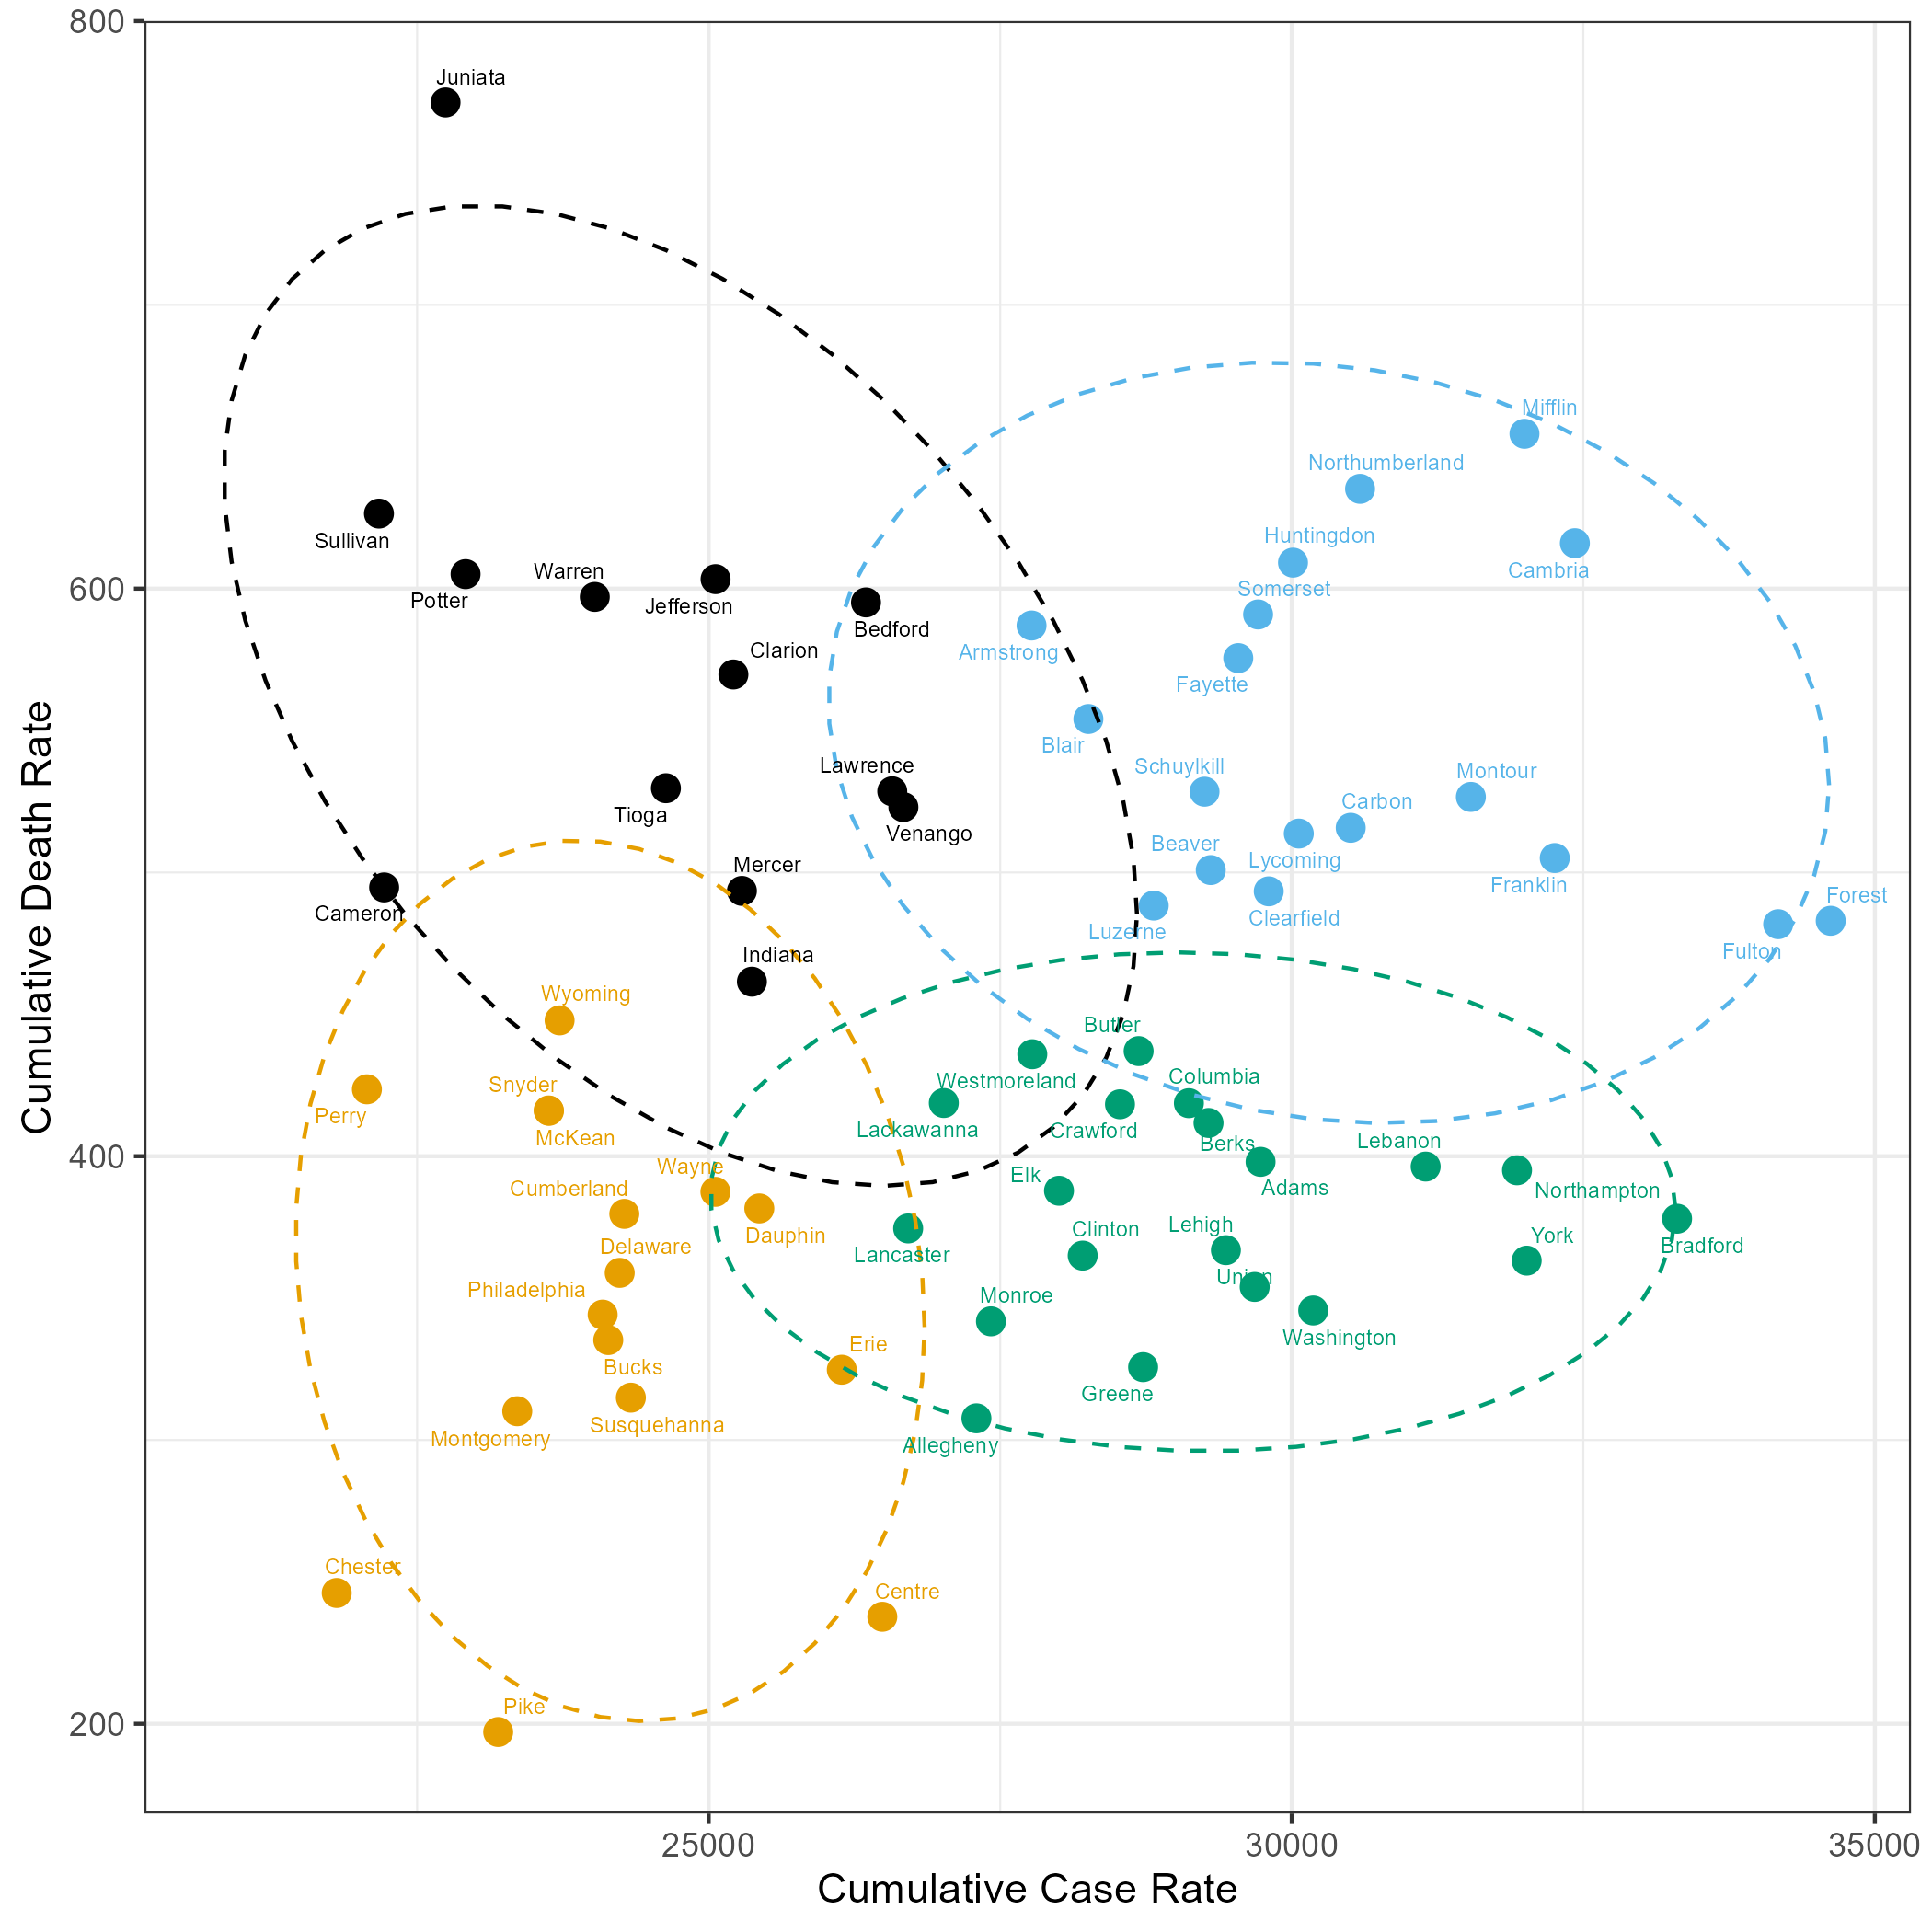 800
Juniata
Mifflin
Northumberland
Huntingdon
Sullivan
Cambria
Warren
600
Somerset
Potter
Jefferson
Bedford
Clarion
Armstrong
Fayette
Blair
Lawrence
Schuylkill
Montour
Carbon
Tioga
Venango
Beaver
Mercer
Lycoming
Franklin
Forest
Cameron
Clearfield
Luzerne
Fulton
Indiana
Wyoming
Butler
Columbia
Westmoreland
Snyder
Perry
Lackawanna
Crawford
McKean
Berks
Lebanon
400
Wayne
Elk
Cumberland
Adams
Northampton
Lehigh
Clinton
Dauphin
York
Delaware
Bradford
Lancaster
Union
Philadelphia
Monroe
Washington
Erie
Bucks
Greene
Susquehanna
Montgomery
Allegheny
Chester
Centre
Pike
200
25000
30000
35000
Cumulative Case Rate
Cumulative Death Rate